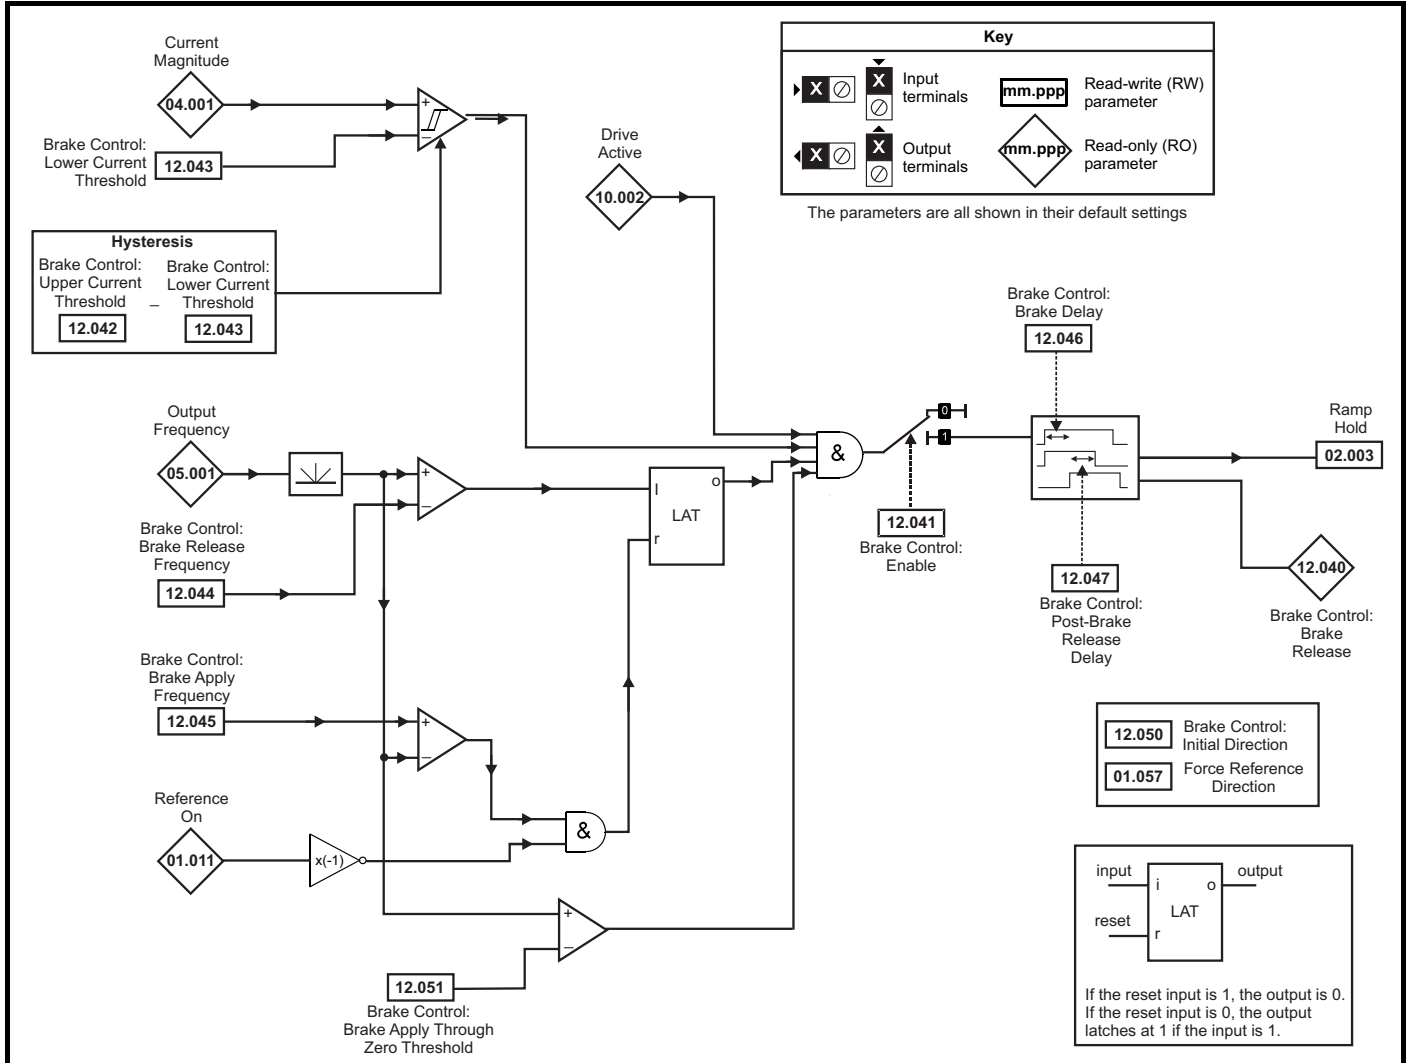 Current
Magnitude
04.001
+
–
Brake Control:
Lower Current
Threshold
12.043
Hysteresis
Brake Control:
Upper Current
Threshold
12.042
–
Brake Control:
Lower Current
Threshold
12.043
Drive
Active
10.002
Key
X
X
Input
terminals
mm.ppp
Read-write (RW)
parameter
X
X
Output
terminals
mm.ppp
Read-only (RO)
parameter
The parameters are all shown in their default settings
Output
Frequency
05.001
+
–
Brake Control:
Brake Release
Frequency
12.044
I
o
LAT
r
&
0
1
12.041
Brake Control:
Enable
Brake Control:
Brake Delay
12.046
12.047
Brake Control:
Post-Brake
Release
Delay
Ramp
Hold
02.003
12.040
Brake Control:
Brake
Release
Brake Control:
Brake Apply
Frequency
12.045
+
–
Reference
On
01.011
x(-1)
&
+
–
12.051
Brake Control:
Brake Apply Through
Zero Threshold
12.050
Brake Control:
Initial Direction
01.057
Force Reference
Direction
input
i
o
output
LAT
reset
r
If the reset input is 1, the output is 0.
If the reset input is 0, the output
latches at 1 if the input is 1.